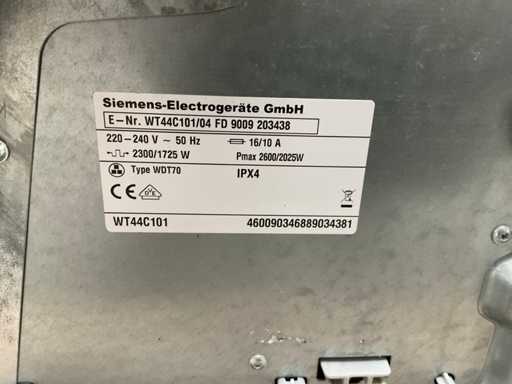 Siemens-Electrogeräte GmbH
E-Nr. WT44C101/04 FD 9009 203438
220-240 V ~ 50 Hz 16/10 A
2300/1725 W Pmax 2600/2025W
Type WDT70 IPX4
CE
WT44C101 460090346889034381